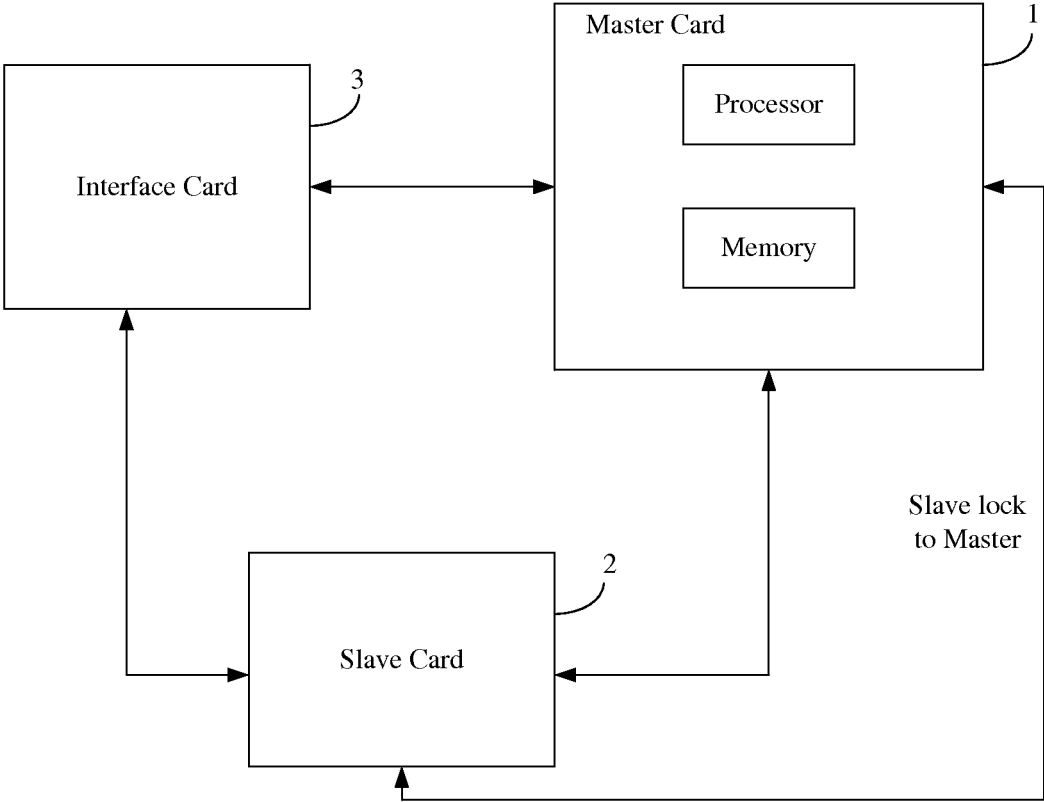 Master Card
1
3
Processor
Interface Card
Memory
Slave lock
to Master
2
Slave Card